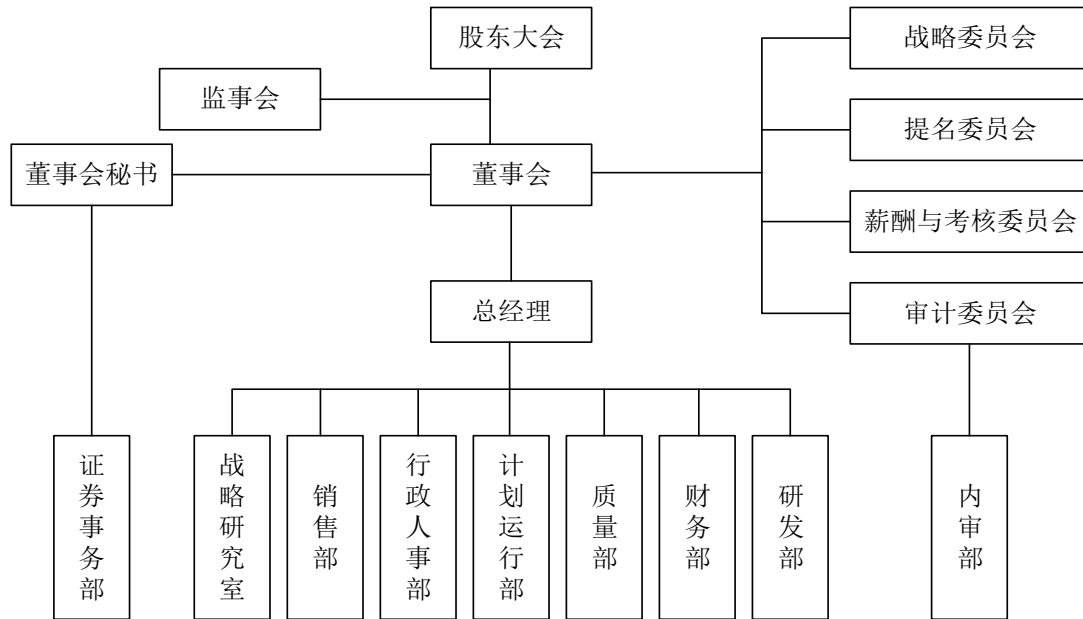 股东大会
战略委员会
监事会
提名委员会
董事会秘书
董事会
薪酬与考核委员会
总经理
审计委员会
证券事务部
战略研究室
销售部
行政人事部
计划运行部
质量部
财务部
研发部
内审部